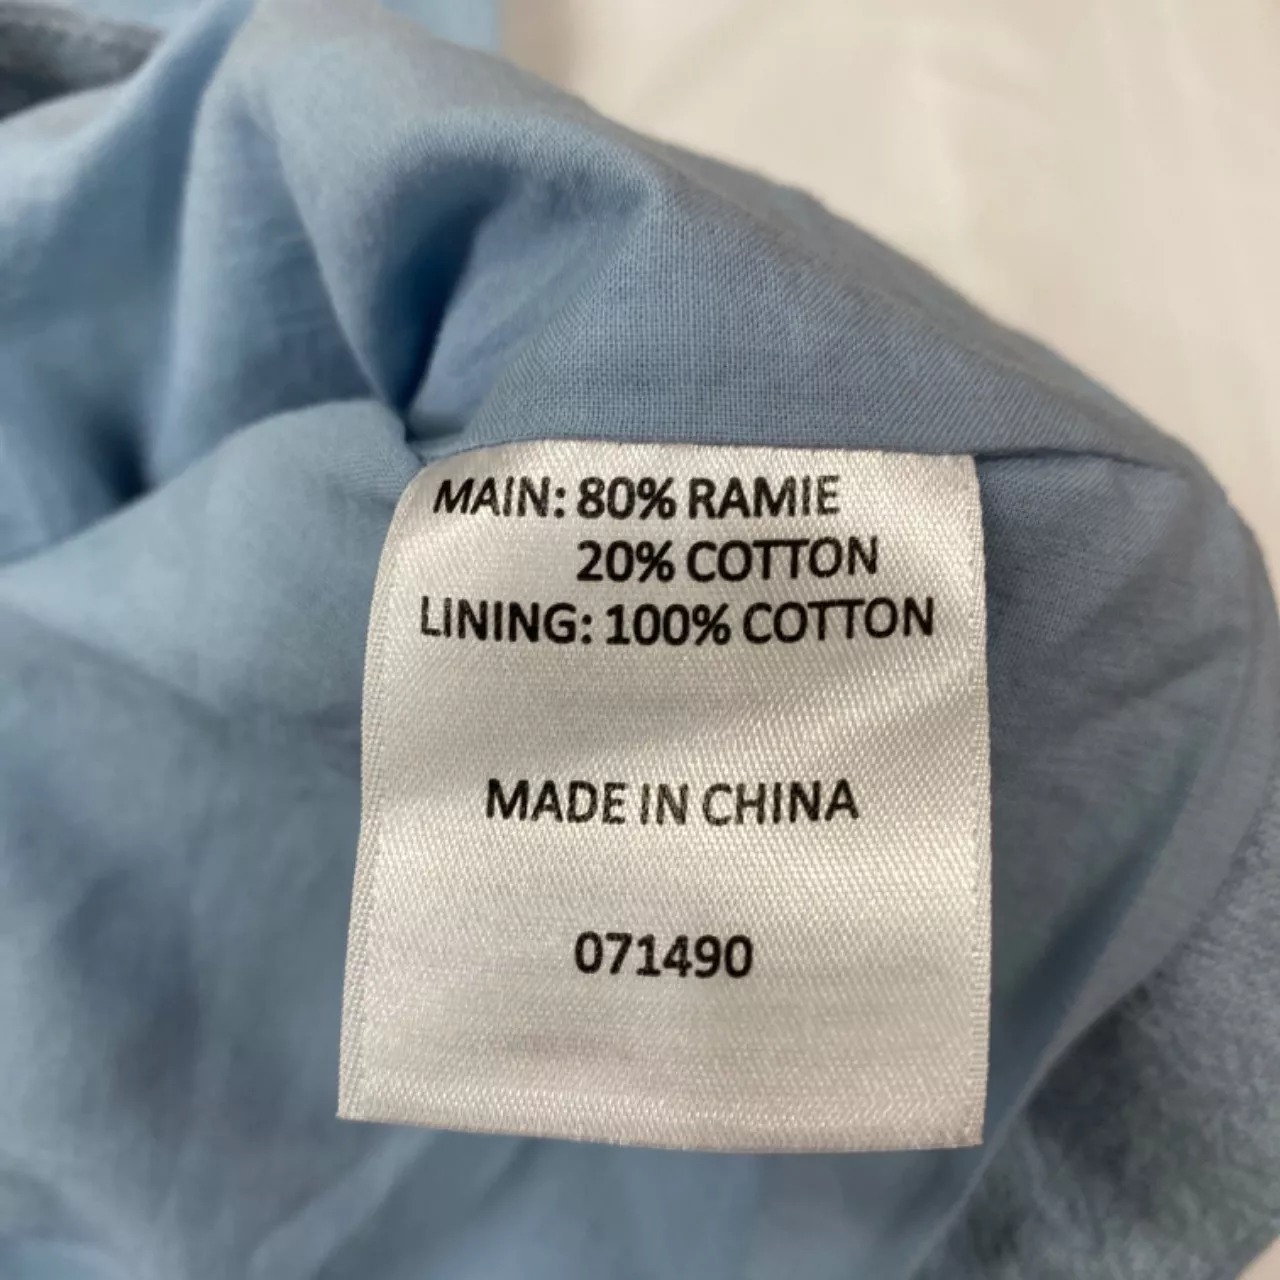 MAIN: 80% RAMIE
20% COTTON
LINING: 100% COTTON
MADE IN CHINA
071490